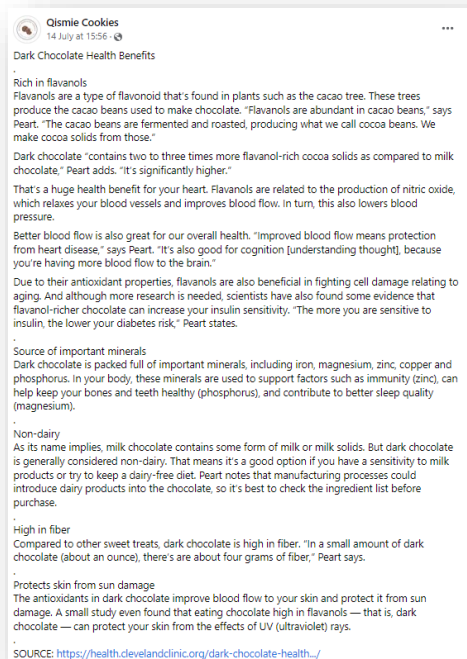 Qismie Cookies
14 July at 15:56 ·
Dark Chocolate Health Benefits
.
Rich in flavanols
Flavanols are a type of flavonoid that's found in plants such as the cacao tree. These trees
produce the cacao beans used to make chocolate. "Flavanols are abundant in cacao beans," says
Peart. "The cacao beans are fermented and roasted, producing what we call cocoa beans. We
make cocoa solids from those."
Dark chocolate "contains two to three times more flavanol-rich cocoa solids as compared to milk
chocolate," Peart adds. "It's significantly higher."
That's a huge health benefit for your heart. Flavanols are related to the production of nitric oxide,
which relaxes your blood vessels and improves blood flow. In turn, this also lowers blood
pressure.
Better blood flow is also great for our overall health. "Improved blood flow means protection
from heart disease," says Peart. "It's also good for cognition [understanding thought], because
you're having more blood flow to the brain."
Due to their antioxidant properties, flavanols are also beneficial in fighting cell damage relating to
aging. And although more research is needed, scientists have also found some evidence that
flavanol-richer chocolate can increase your insulin sensitivity. "The more you are sensitive to
insulin, the lower your diabetes risk," Peart states.
.
Source of important minerals
Dark chocolate is packed full of important minerals, including iron, magnesium, zinc, copper and
phosphorus. In your body, these minerals are used to support factors such as immunity (zinc), can
help keep your bones and teeth healthy (phosphorus), and contribute to better sleep quality
(magnesium).
.
Non-dairy
As its name implies, milk chocolate contains some form of milk or milk solids. But dark chocolate
is generally considered non-dairy. That means it's a good option if you have a sensitivity to milk
products or try to keep a dairy-free diet. Peart notes that manufacturing processes could
introduce dairy products into the chocolate, so it's best to check the ingredient list before
purchase.
.
High in fiber
Compared to other sweet treats, dark chocolate is high in fiber. "In a small amount of dark
chocolate (about an ounce), there's are about four grams of fiber," Peart says.
.
Protects skin from sun damage
The antioxidants in dark chocolate improve blood flow to your skin and protect it from sun
damage. A small study even found that eating chocolate high in flavanols — that is, dark
chocolate — can protect your skin from the effects of UV (ultraviolet) rays.
.
SOURCE: https://health.clevelandclinic.org/dark-chocolate-health.../